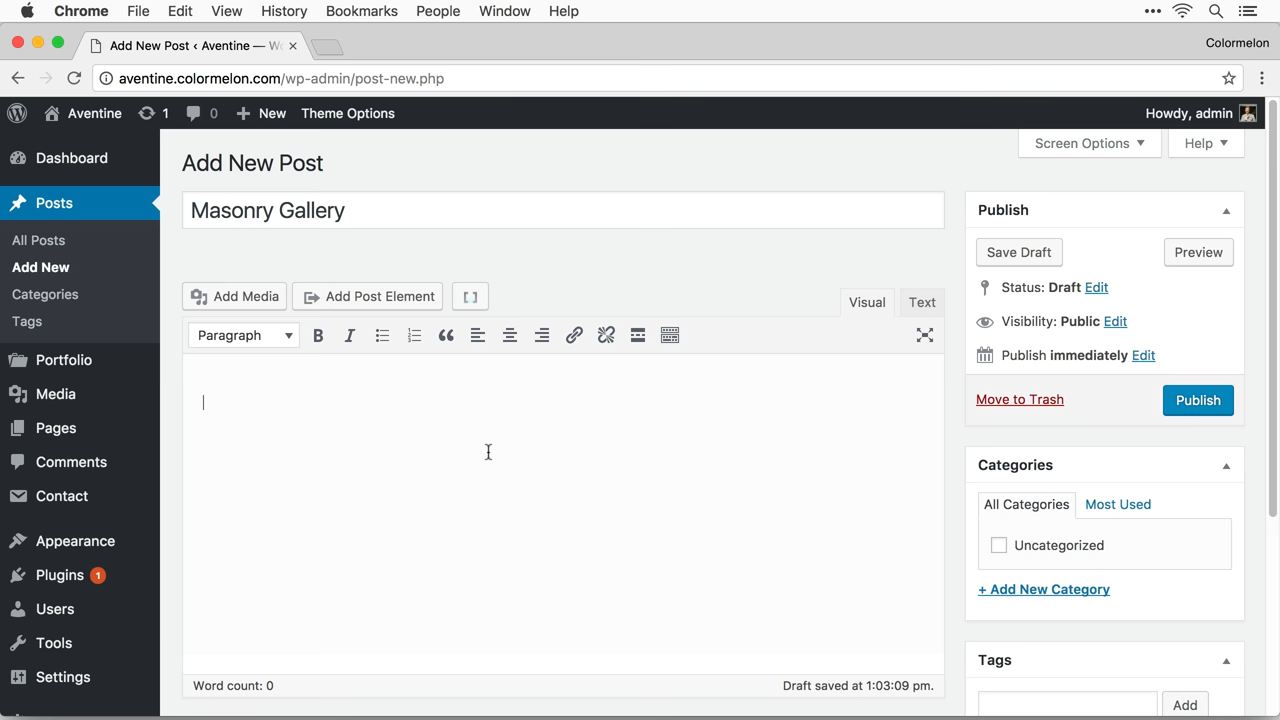 Chrome File Edit View History Bookmarks People Window Help
Add New Post ‹ Aventine —
Colormelon
aventine.colormelon.com/wp-admin/post-new.php
Aventine 1 0 New Theme Options Howdy, admin
Screen Options Help
Dashboard
Posts
All Posts
Add New
Categories
Tags
Portfolio
Media
Pages
Comments
Contact
Appearance
Plugins 1
Users
Tools
Settings
Add New Post
Masonry Gallery
Add Media Add Post Element [ ]
Visual Text
Paragraph B I
Word count: 0 Draft saved at 1:03:09 pm.
Publish
Save Draft Preview
Status: Draft Edit
Visibility: Public Edit
Publish immediately Edit
Move to Trash Publish
Categories
All Categories Most Used
Uncategorized
+ Add New Category
Tags
Add